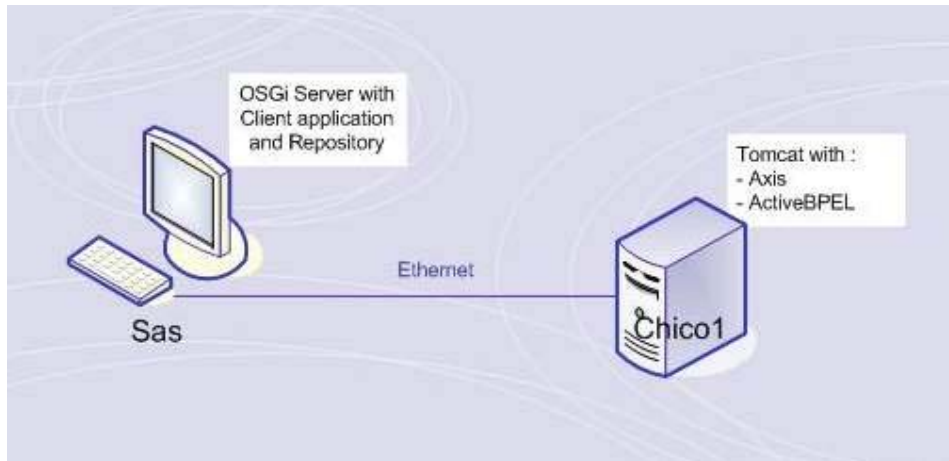 OSGi Server with
Client application
and Repository
Tomcat with :
- Axis
- ActiveBPEL
Ethernet
Sas
Chico1